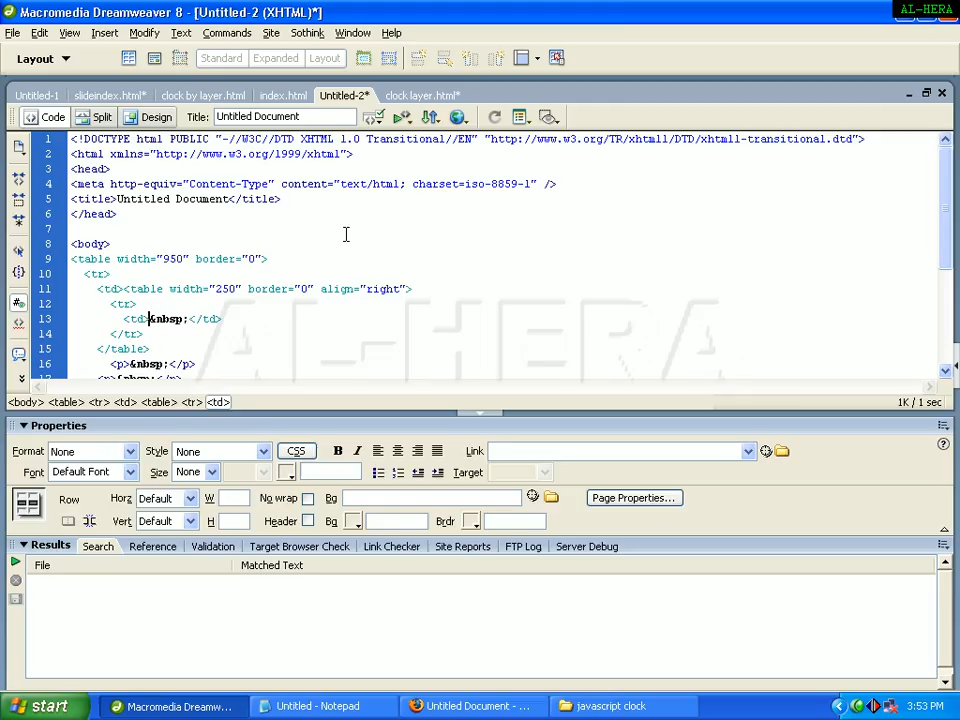 Macromedia Dreamweaver 8 - [Untitled-2 (XHTML)*]
AL-HERA
File Edit View Insert Modify Text Commands Site Sothink Window Help
Layout Standard Expanded Layout
Untitled-1 slideindex.html* clock by layer.html index.html Untitled-2* clock layer.html*
Code Split Design Title: Untitled Document
1 <!DOCTYPE html PUBLIC "-//W3C//DTD XHTML 1.0 Transitional//EN" "http://www.w3.org/TR/xhtml1/DTD/xhtml1-transitional.dtd">
2 <html xmlns="http://www.w3.org/1999/xhtml">
3 <head>
4 <meta http-equiv="Content-Type" content="text/html; charset=iso-8859-1" />
5 <title>Untitled Document</title>
6 </head>
7
8 <body>
9 <table width="950" border="0">
10 <tr>
11 <td><table width="250" border="0" align="right">
12 <tr>
13 <td>&nbsp;</td>
14 </tr>
15 </table>
16 <p>&nbsp;</p>
<p>&nbsp;</p>
AL-HERA
<body> <table> <tr> <td> <table> <tr> <td> 1K / 1 sec
Properties
Format None Style None CSS B I Link
Font Default Font Size None Target
Row Horz Default W No wrap Bg Page Properties...
Vert Default H Header Bg Brdr
Results Search Reference Validation Target Browser Check Link Checker Site Reports FTP Log Server Debug
File Matched Text
start Macromedia Dreamw... Untitled - Notepad Untitled Document - ... javascript clock 3:53 PM